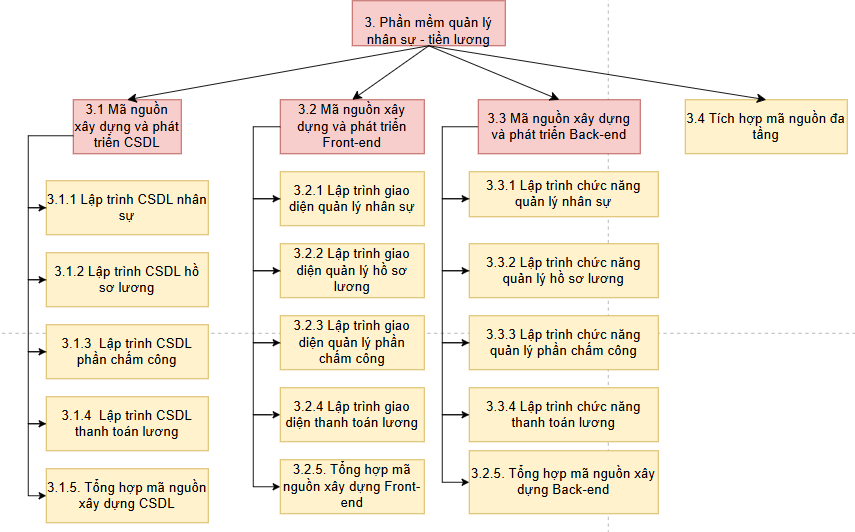 3. Phần mềm quản lý
nhân sự - tiền lương
3.1 Mã nguồn
xây dựng và phát
triển CSDL
3.2 Mã nguồn xây
dựng và phát triển
Front-end
3.3 Mã nguồn xây dựng
và phát triển Back-end
3.4 Tích hợp mã nguồn đa
tầng
3.1.1 Lập trình CSDL nhân
sự
3.1.2 Lập trình CSDL hồ
sơ lương
3.1.3 Lập trình CSDL
phần chấm công
3.1.4 Lập trình CSDL
thanh toán lương
3.1.5. Tổng hợp mã nguồn
xây dựng CSDL
3.2.1 Lập trình giao
diện quản lý nhân sự
3.2.2 Lập trình giao
diện quản lý hồ sơ
lương
3.2.3 Lập trình giao
diện quản lý phần
chấm công
3.2.4 Lập trình giao
diện thanh toán lương
3.2.5. Tổng hợp mã
nguồn xây dựng Front-
end
3.3.1 Lập trình chức năng
quản lý nhân sự
3.3.2 Lập trình chức năng
quản lý hồ sơ lương
3.3.3 Lập trình chức năng
quản lý phần chấm công
3.3.4 Lập trình chức năng
thanh toán lương
3.2.5. Tổng hợp mã nguồn xây
dựng Back-end